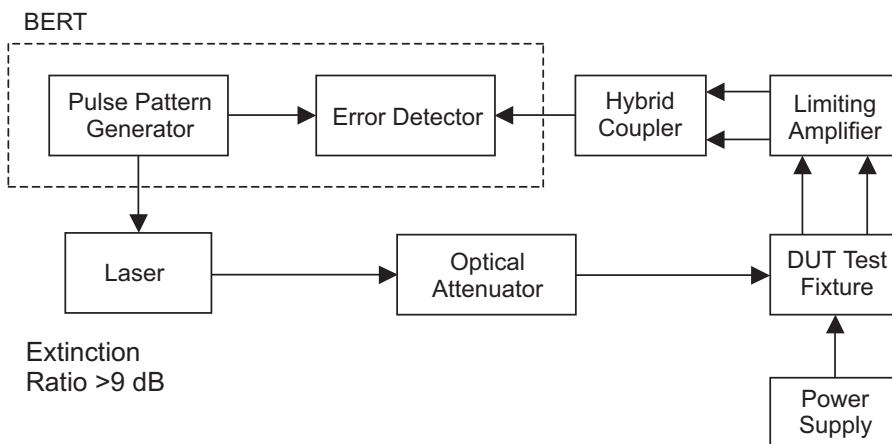 BERT
Pulse Pattern
Generator
Error Detector
Hybrid
Coupler
Limiting
Amplifier
Laser
Optical
Attenuator
DUT Test
Fixture
Extinction
Ratio >9 dB
Power
Supply